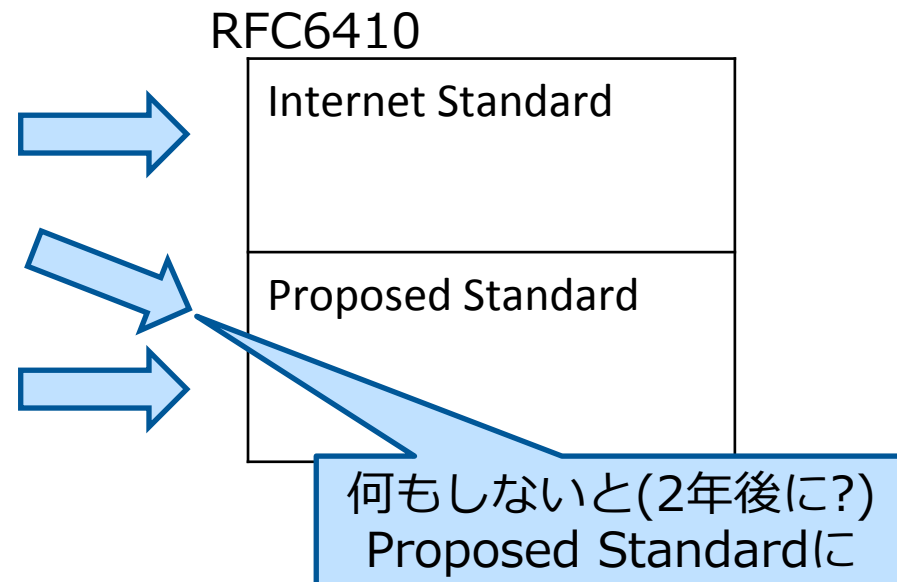 RFC6410
Internet Standard
Proposed Standard
何もしないと(2年後に?)
Proposed Standardに